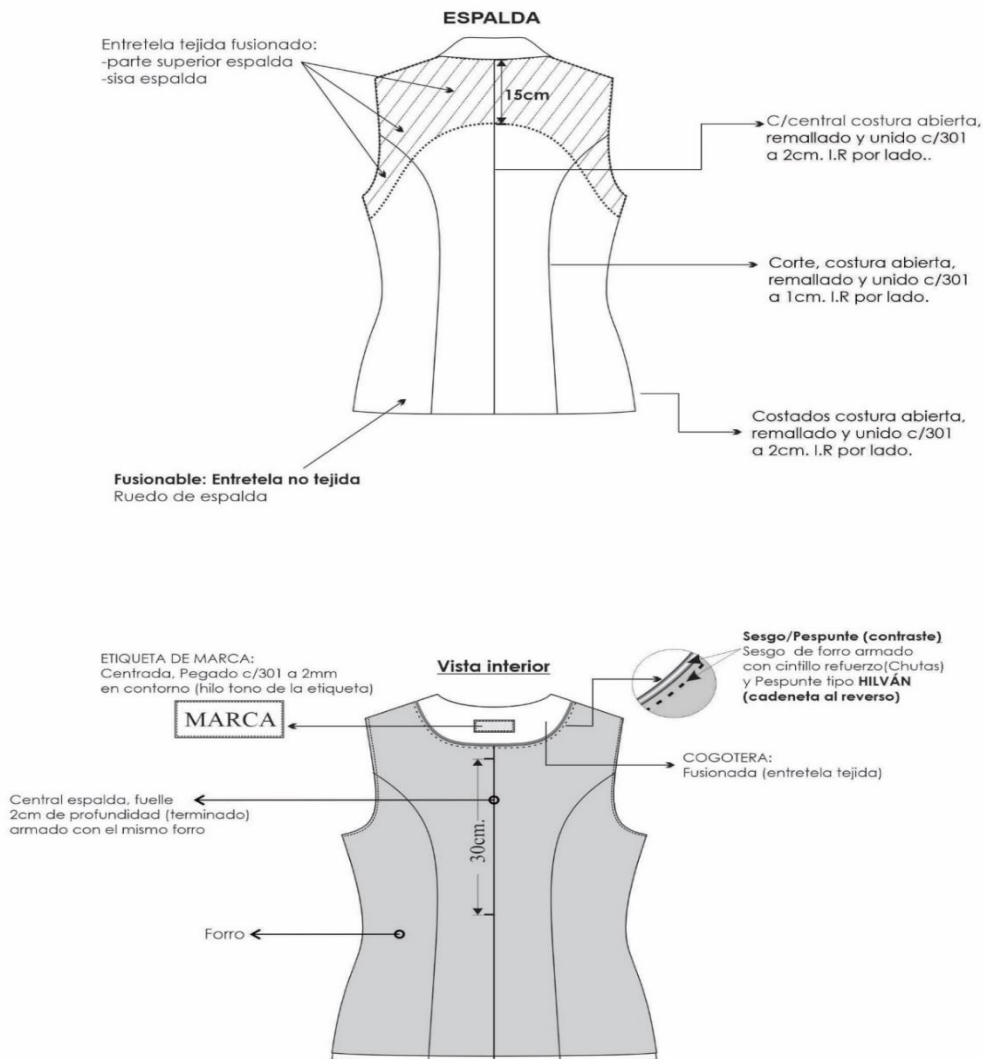 ESPALDA
Entretela tejida fusionado:
-parte superior espalda
-sisa espalda
15cm
C/central costura abierta,
remallado y unido c/301
a 2cm. I.R por lado..
Corte, costura abierta,
remallado y unido c/301
a 1cm. I.R por lado.
Costados costura abierta,
remallado y unido c/301
a 2cm. I.R por lado.
Fusionable: Entretela no tejida
Ruedo de espalda
Sesgo/Pespunte (contraste)
Sesgo de forro armado
con cintillo refuerzo(Chutas)
y Pespunte tipo HILVÁN
(cadeneta al reverso)
ETIQUETA DE MARCA:
Centrada, Pegado c/301 a 2mm
en contorno (hilo tono de la etiqueta)
Vista interior
MARCA
COGOTERA:
Fusionada (entretela tejida)
Central espalda, fuelle
2cm de profundidad (terminado)
armado con el mismo forro
30cm.
Forro